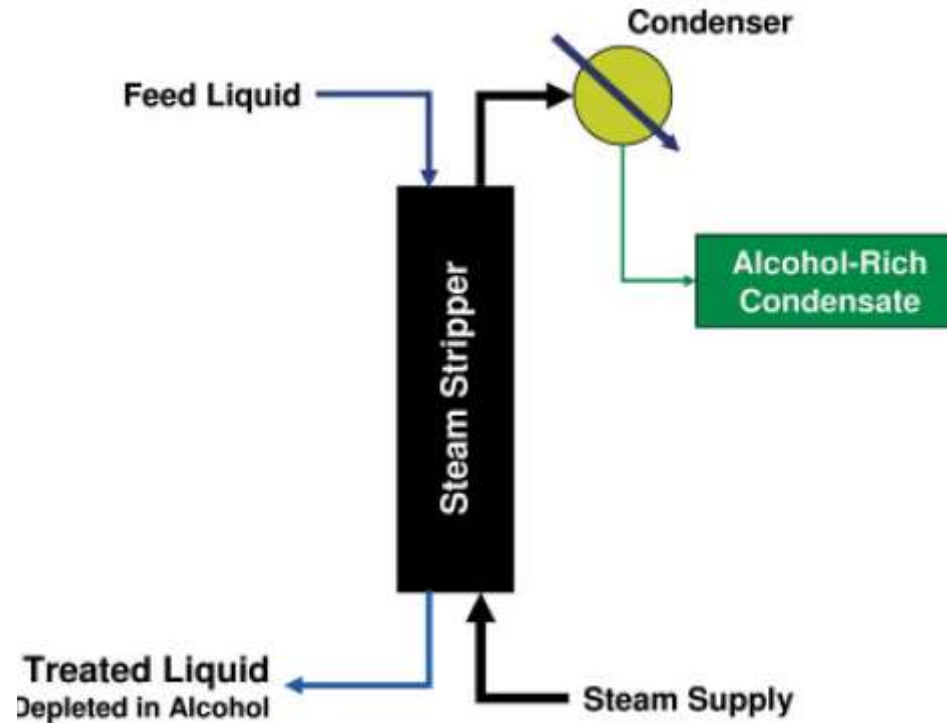 Condenser
Feed Liquid
Alcohol-Rich
Condensate
Steam Stripper
Treated Liquid
Depleted in Alcohol
Steam Supply